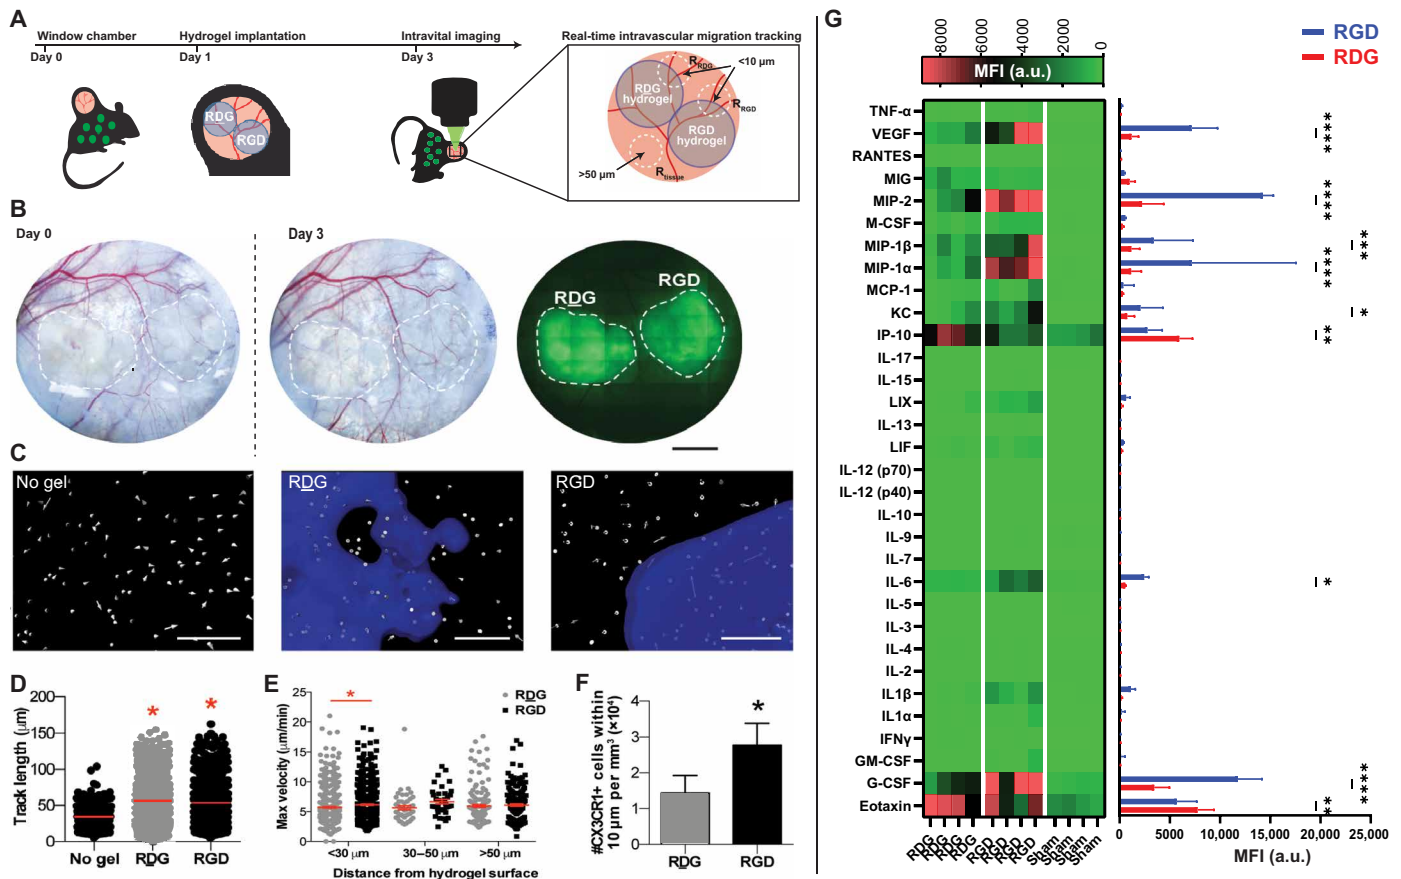 A
Window chamber
Hydrogel implantation
Intravital imaging
Real-time intravascular migration tracking
Day 0
Day 1
Day 3
RDG
RGD
RRDG
<10 µm
RDG
hydrogel
RRGD
RGD
hydrogel
>50 µm
Rtissue
B
Day 0
Day 3
RDG
RGD
C
No gel
RDG
RGD
D
200
150
100
50
0
Track length (µm)
*
*
No gel
RDG
RGD
E
25
20
15
10
5
0
Max velocity (µm/min)
*
RDG
RGD
<30 µm
30–50 µm
>50 µm
Distance from hydrogel surface
F
4
3
2
1
0
#CX3CR1+ cells within
10 µm per mm³ (×10⁴)
*
RDG
RGD
G
8000
6000
4000
2000
0
MFI (a.u.)
RGD
RDG
TNF-α
VEGF
****
RANTES
MIG
MIP-2
****
M-CSF
MIP-1β
***
MIP-1α
****
MCP-1
KC
*
IP-10
**
IL-17
IL-15
LIX
IL-13
LIF
IL-12 (p70)
IL-12 (p40)
IL-10
IL-9
IL-7
IL-6
*
IL-5
IL-3
IL-4
IL-2
IL1β
IL1α
IFNγ
GM-CSF
G-CSF
****
Eotaxin
**
RDG RDG RDG RDG RGD RGD RGD RGD Sham Sham Sham Sham
0 5000 10,000 15,000 20,000 25,000
MFI (a.u.)